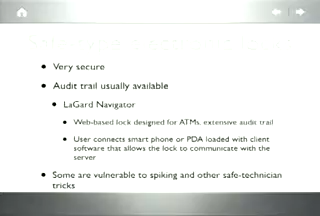 Very secure
Audit trail usually available
LaGard Navigator
Web-based lock designed for ATMs, extensive audit trail
User connects smart phone or PDA loaded with client
software that allows the lock to communicate with the
server
Some are vulnerable to spiking and other safe-technician
tricks